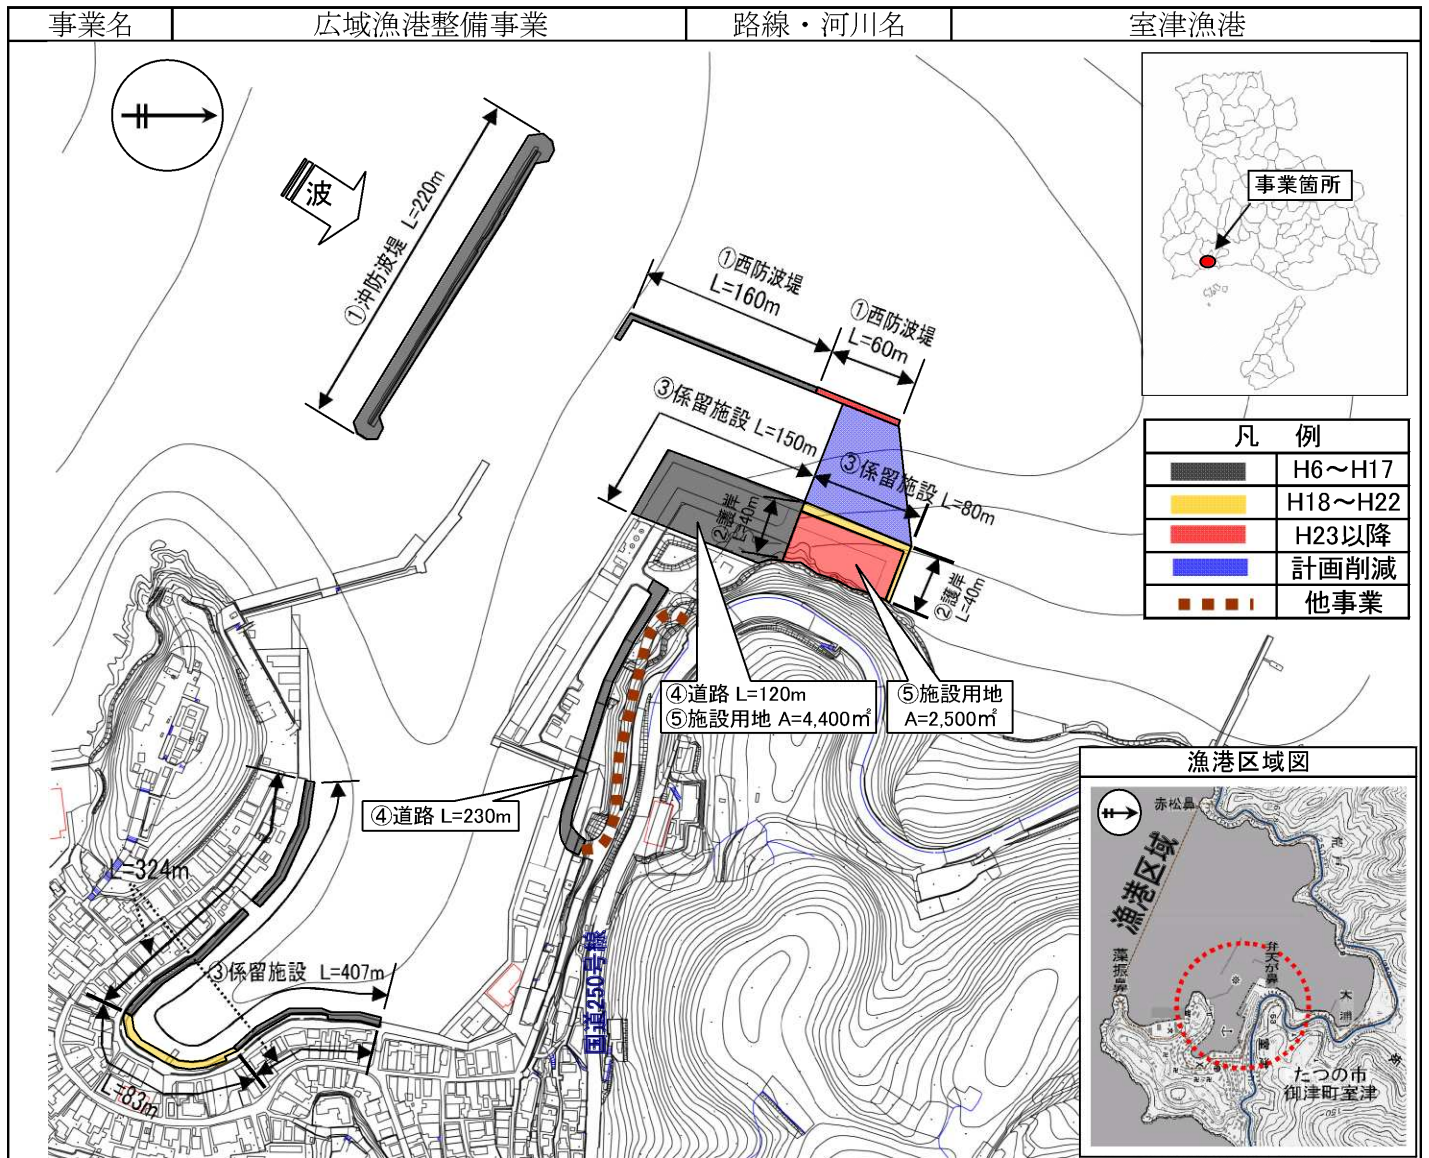 事業名
広域漁港整備事業
路線・河川名
室津漁港
波
①沖防波堤 L=220m
①西防波堤
L=160m
①西防波堤
L=60m
③係留施設 L=150m
③係留施設 L=80m
②護岸
L=40m
②護岸
L=40m
④道路 L=120m
⑤施設用地 A=4,400㎡
⑤施設用地
A=2,500㎡
④道路 L=230m
L=324m
③係留施設 L=407m
L=83m
国道250号線
事業箇所
凡 例
H6～H17
H18～H22
H23以降
計画削減
他事業
漁港区域図
赤松鼻
漁港区域
藻振鼻
弁天が鼻
大浦
たつの市
御津町室津